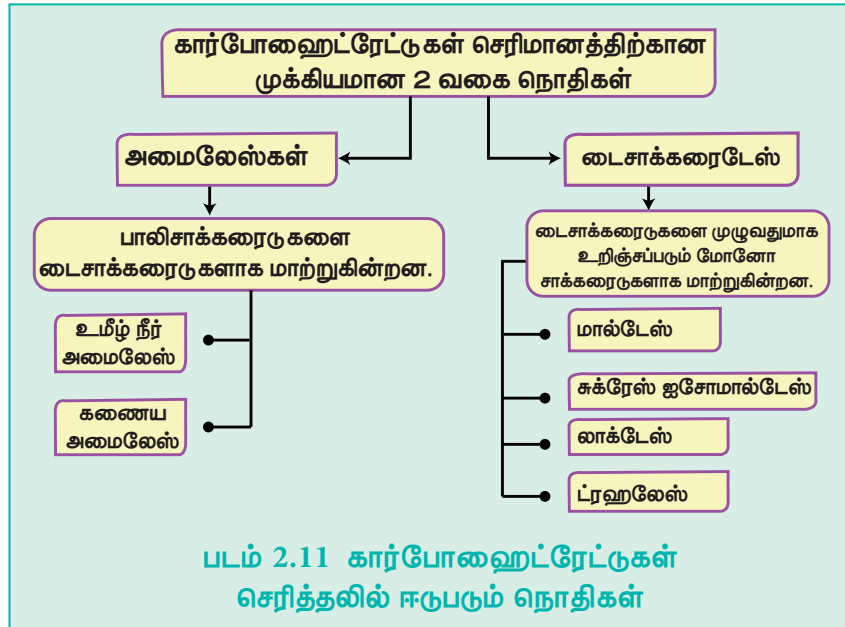 கார்போஹைட்ரேட்டுகள் செரிமானத்திற்கான
முக்கியமான 2 வகை நொதிகள்
அமைலேஸ்கள்
டைசாக்கரைடேஸ்
பாலிசாக்கரைடுகளை
டைசாக்கரைடுகளாக மாற்றுகின்றன.
டைசாக்கரைடுகளை முழுவதுமாக
உறிஞ்சப்படும் மோனோ
சாக்கரைடுகளாக மாற்றுகின்றன.
உமீழ் நீர்
அமைலேஸ்
கணைய
அமைலேஸ்
மால்டேஸ்
சுக்ரேஸ் ஐசோமால்டேஸ்
லாக்டேஸ்
ட்ரஹலேஸ்
படம் 2.11 கார்போஹைட்ரேட்டுகள்
செரித்தலில் ஈடுபடும் நொதிகள்